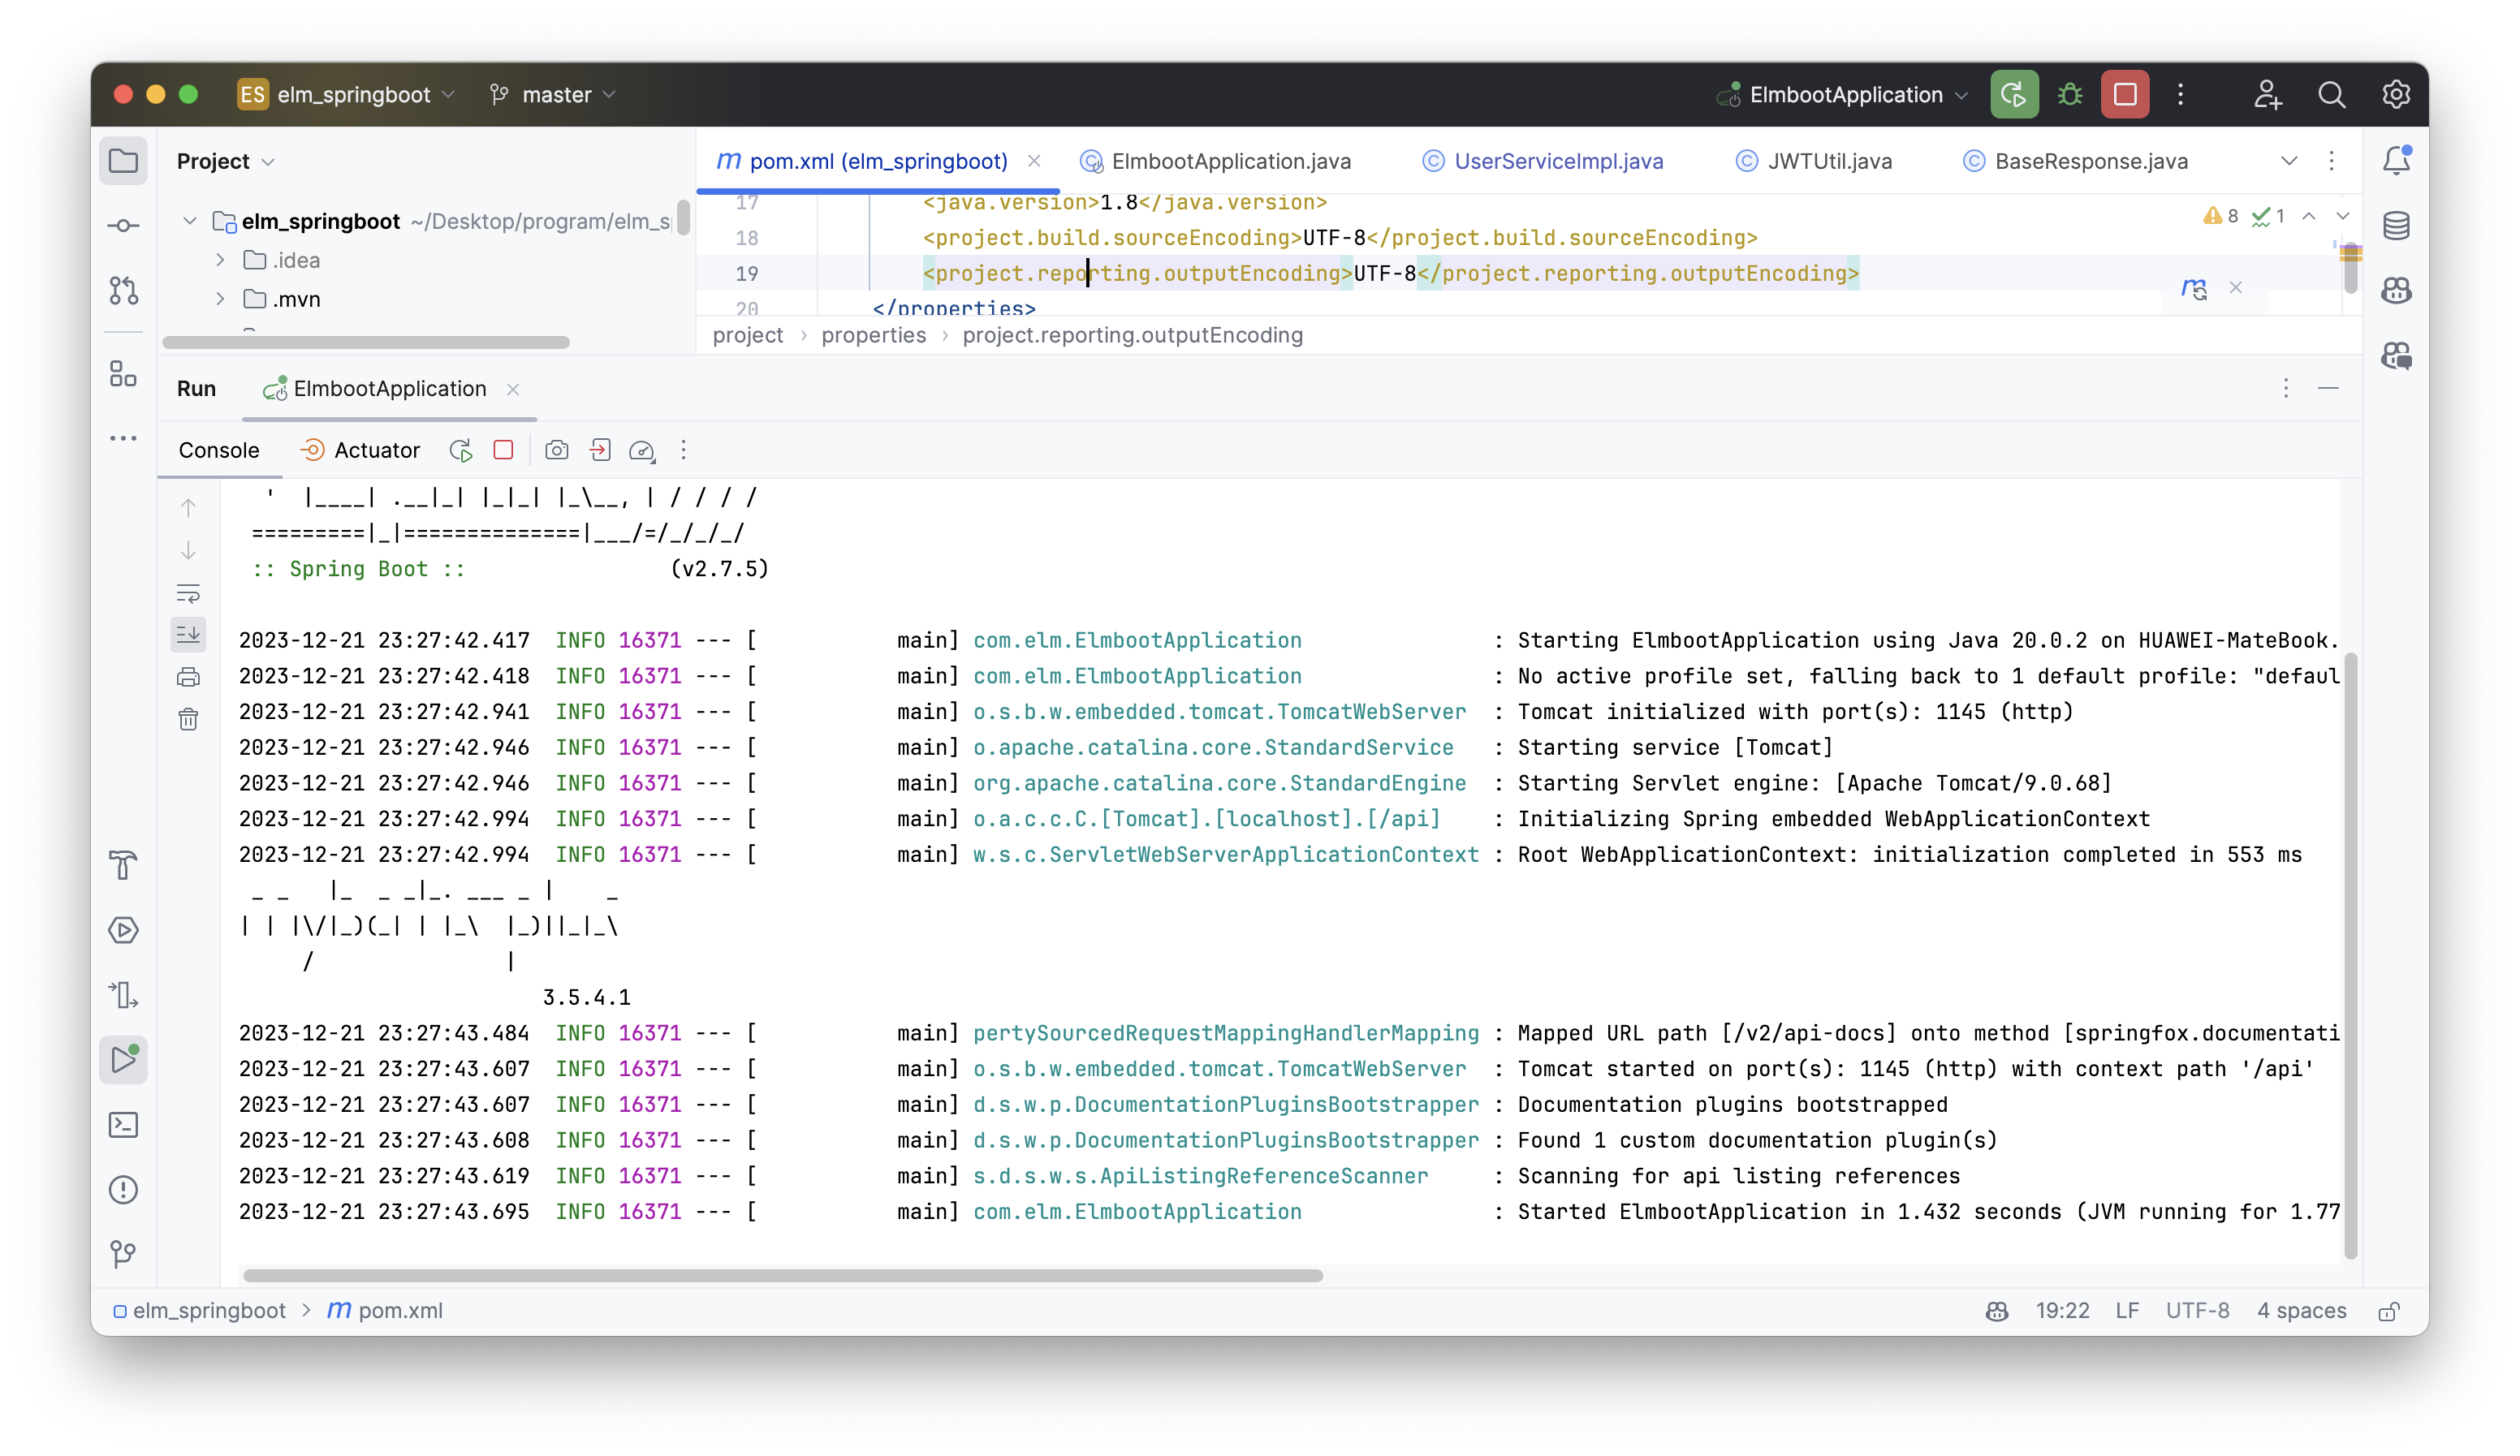 ES elm_springboot master ElmbootApplication
Project
pom.xml (elm_springboot) ElmbootApplication.java UserServiceImpl.java JWTUtil.java BaseResponse.java
elm_springboot ~/Desktop/program/elm_s
.idea
.mvn
17 <java.version>1.8</java.version>
8 1
18 <project.build.sourceEncoding>UTF-8</project.build.sourceEncoding>
19 <project.reporting.outputEncoding>UTF-8</project.reporting.outputEncoding>
20 </properties>
project › properties › project.reporting.outputEncoding
Run ElmbootApplication
Console Actuator
' |____| .__|_| |_|_| |_\__, | / / / /
=========|_|==============|___/=/_/_/_/
:: Spring Boot :: (v2.7.5)
2023-12-21 23:27:42.417 INFO 16371 --- [ main] com.elm.ElmbootApplication : Starting ElmbootApplication using Java 20.0.2 on HUAWEI-MateBook.
2023-12-21 23:27:42.418 INFO 16371 --- [ main] com.elm.ElmbootApplication : No active profile set, falling back to 1 default profile: "defaul
2023-12-21 23:27:42.941 INFO 16371 --- [ main] o.s.b.w.embedded.tomcat.TomcatWebServer : Tomcat initialized with port(s): 1145 (http)
2023-12-21 23:27:42.946 INFO 16371 --- [ main] o.apache.catalina.core.StandardService : Starting service [Tomcat]
2023-12-21 23:27:42.946 INFO 16371 --- [ main] org.apache.catalina.core.StandardEngine : Starting Servlet engine: [Apache Tomcat/9.0.68]
2023-12-21 23:27:42.994 INFO 16371 --- [ main] o.a.c.c.C.[Tomcat].[localhost].[/api] : Initializing Spring embedded WebApplicationContext
2023-12-21 23:27:42.994 INFO 16371 --- [ main] w.s.c.ServletWebServerApplicationContext : Root WebApplicationContext: initialization completed in 553 ms
_ _ |_ _ _|_. ___ _ | _
| | |\/|_)(_| | |_\ |_)||_|_\
/ |
3.5.4.1
2023-12-21 23:27:43.484 INFO 16371 --- [ main] pertySourcedRequestMappingHandlerMapping : Mapped URL path [/v2/api-docs] onto method [springfox.documentati
2023-12-21 23:27:43.607 INFO 16371 --- [ main] o.s.b.w.embedded.tomcat.TomcatWebServer : Tomcat started on port(s): 1145 (http) with context path '/api'
2023-12-21 23:27:43.607 INFO 16371 --- [ main] d.s.w.p.DocumentationPluginsBootstrapper : Documentation plugins bootstrapped
2023-12-21 23:27:43.608 INFO 16371 --- [ main] d.s.w.p.DocumentationPluginsBootstrapper : Found 1 custom documentation plugin(s)
2023-12-21 23:27:43.619 INFO 16371 --- [ main] s.d.s.w.s.ApiListingReferenceScanner : Scanning for api listing references
2023-12-21 23:27:43.695 INFO 16371 --- [ main] com.elm.ElmbootApplication : Started ElmbootApplication in 1.432 seconds (JVM running for 1.77
elm_springboot › pom.xml 19:22 LF UTF-8 4 spaces